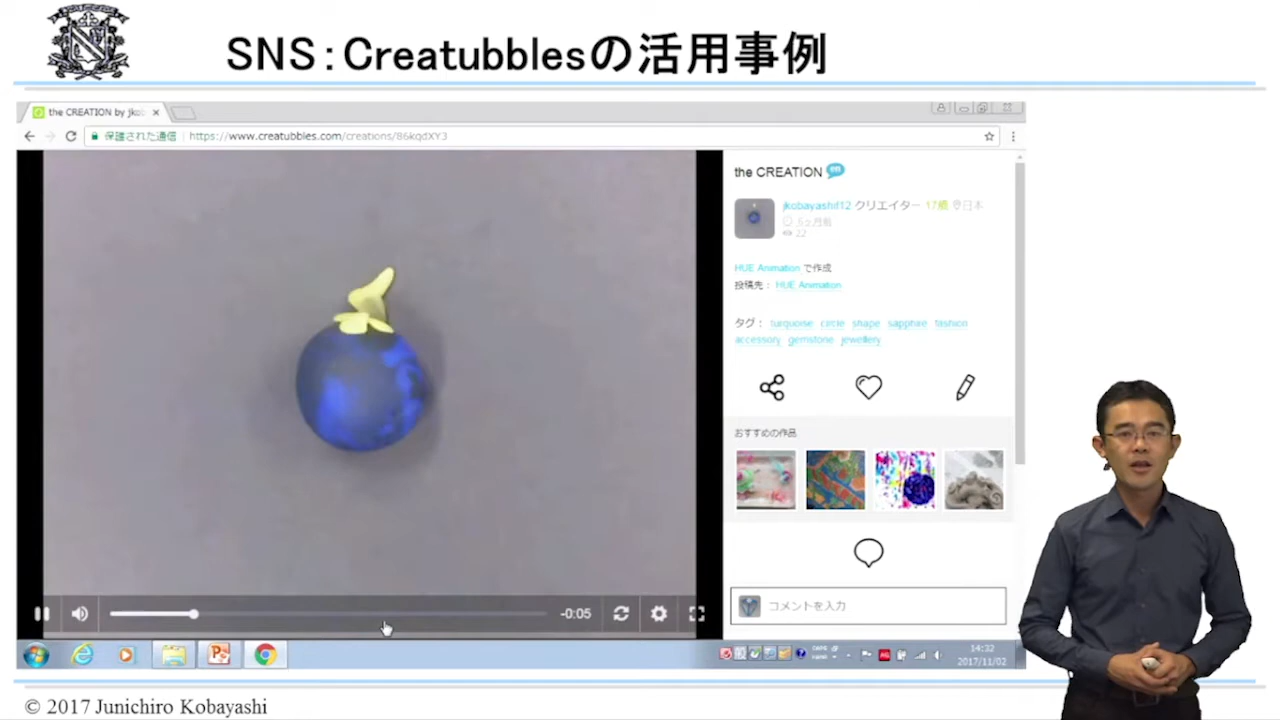 SNS：Creatubblesの活用事例
the CREATION by jko
保護された通信
https://www.creatubbles.com/creations/86kqdXY3
the CREATION
jkobayashif12 クリエイター 17歳 日本
22
HUE Animation で作成
投稿先： HUE Animation
タグ： turquoise circle shape sapphire fashion
accessory gemstone jewellery
おすすめの作品
-0:05
コメントを入力
14:32
2017/11/02
© 2017 Junichiro Kobayashi